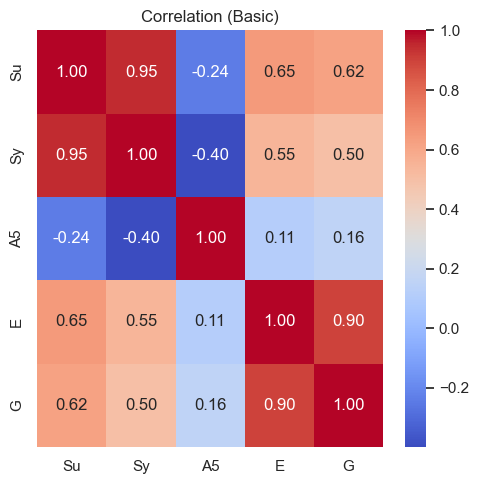 Correlation (Basic)
Su 1.00 0.95 -0.24 0.65 0.62
Sy 0.95 1.00 -0.40 0.55 0.50
A5 -0.24 -0.40 1.00 0.11 0.16
E 0.65 0.55 0.11 1.00 0.90
G 0.62 0.50 0.16 0.90 1.00
Su Sy A5 E G
1.0
0.8
0.6
0.4
0.2
0.0
-0.2